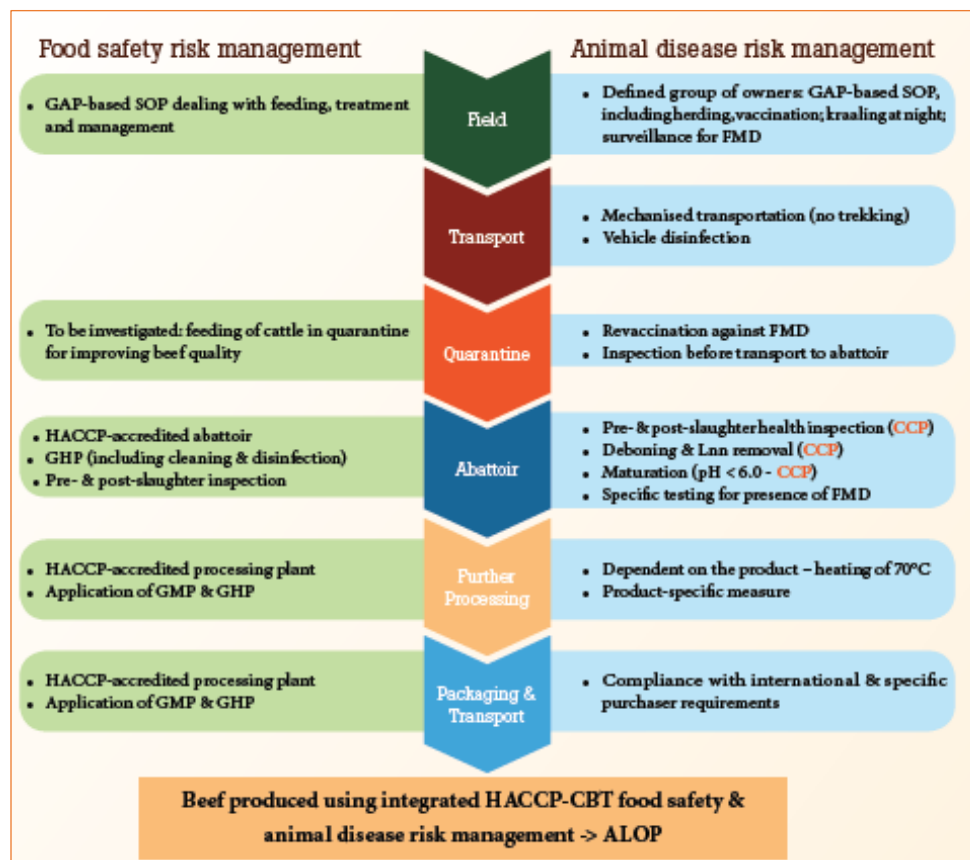 Food safety risk management
Animal disease risk management
• GAP-based SOP dealing with feeding, treatment
and management
Field
• Defined group of owners: GAP-based SOP,
including herding, vaccination; kraaling at night;
surveillance for FMD
Transport
• Mechanised transportation (no trekking)
• Vehicle disinfection
• To be investigated: feeding of cattle in quarantine
for improving beef quality
Quarantine
• Revaccination against FMD
• Inspection before transport to abattoir
• HACCP-accredited abattoir
• GHP (including cleaning & disinfection)
• Pre- & post-slaughter inspection
Abattoir
• Pre- & post-slaughter health inspection (CCP)
• Deboning & Lnn removal (CCP)
• Maturation (pH < 6.0 - CCP)
• Specific testing for presence of FMD
• HACCP-accredited processing plant
• Application of GMP & GHP
Further
Processing
• Dependent on the product – heating of 70°C
• Product-specific measure
• HACCP-accredited processing plant
• Application of GMP & GHP
Packaging &
Transport
• Compliance with international & specific
purchaser requirements
Beef produced using integrated HACCP-CBT food safety &
animal disease risk management -> ALOP